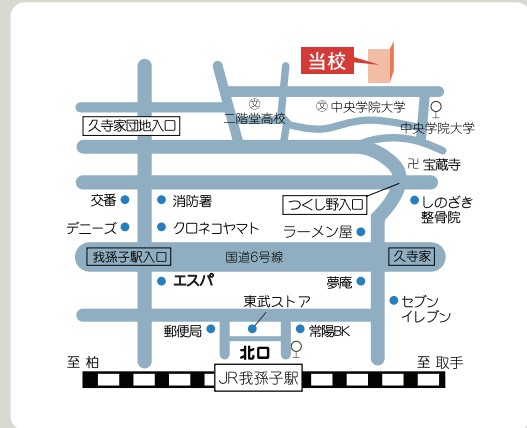 当校
文
二階堂高校
文 中央学院大学
中央学院大学
久寺家団地入口
卍 宝蔵寺
交番
消防署
つくし野入口
しのざき
整骨院
デニーズ
クロネコヤマト
ラーメン屋
我孫子駅入口
国道6号線
久寺家
エスパ
夢庵
東武ストア
セブン
イレブン
郵便局
常陽BK
北口
至 柏
至 取手
JR我孫子駅